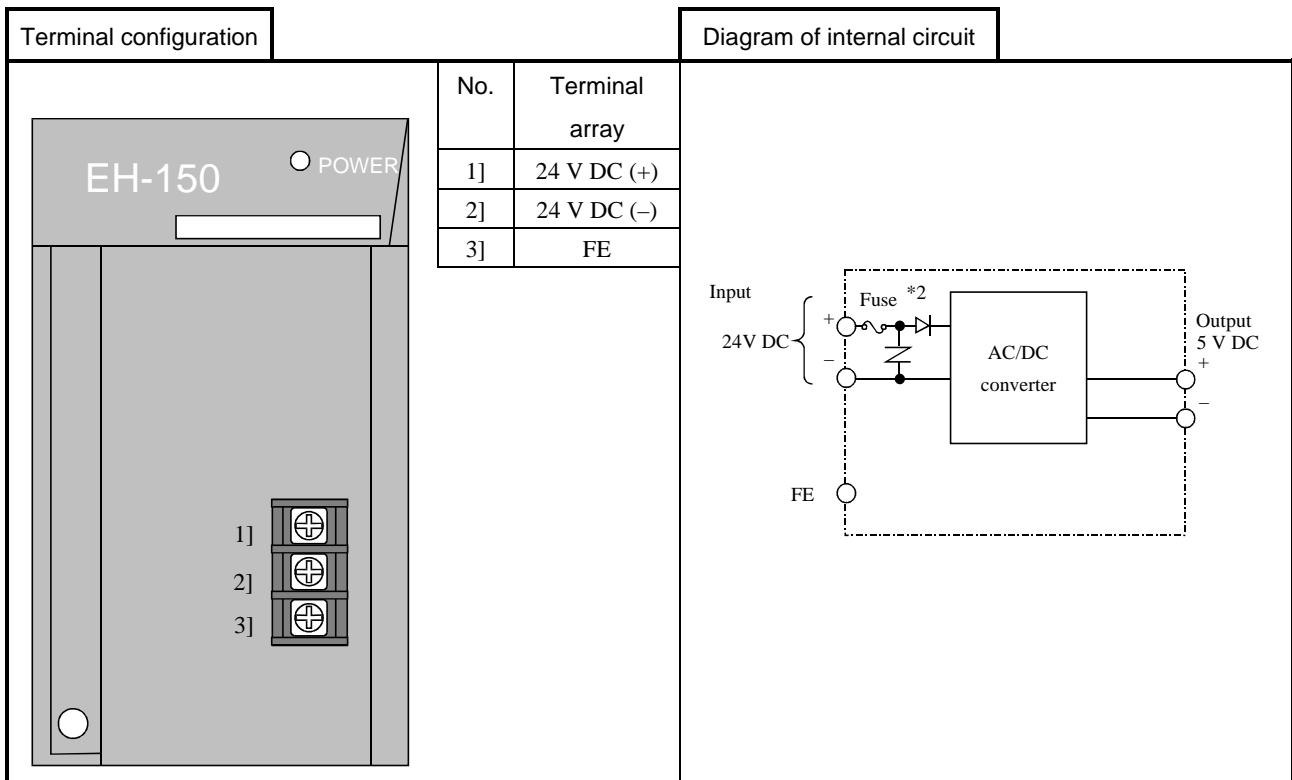 Terminal configuration
Diagram of internal circuit
EH-150
POWER
1]
2]
3]
No. Terminal array
1] 24 V DC (+)
2] 24 V DC (–)
3] FE
Input
24V DC
+
–
Fuse *2
AC/DC
converter
Output
5 V DC
+
–
FE